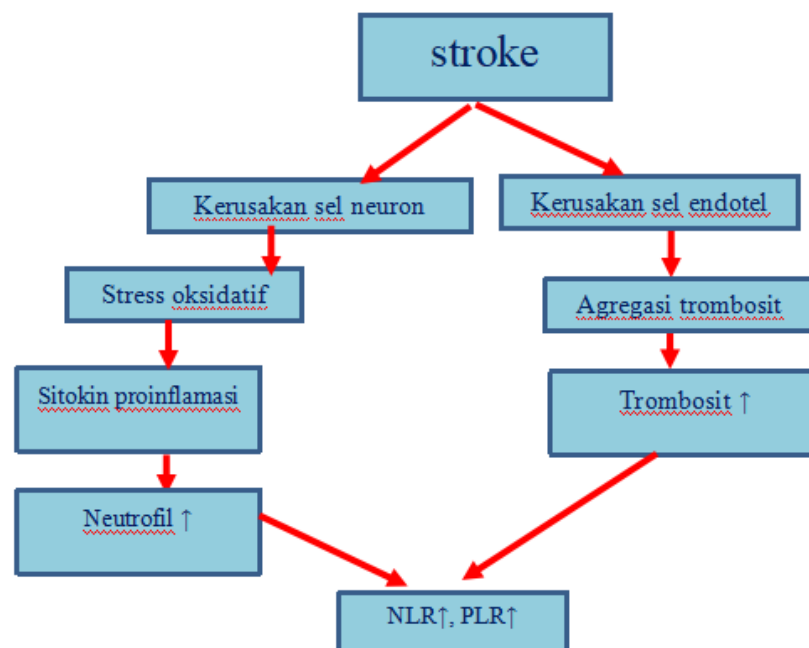 stroke
Kerusakan sel neuron
Kerusakan sel endotel
Stress oksidatif
Agregasi trombosit
Sitokin proinflamasi
Trombosit ↑
Neutrofil ↑
NLR↑, PLR↑